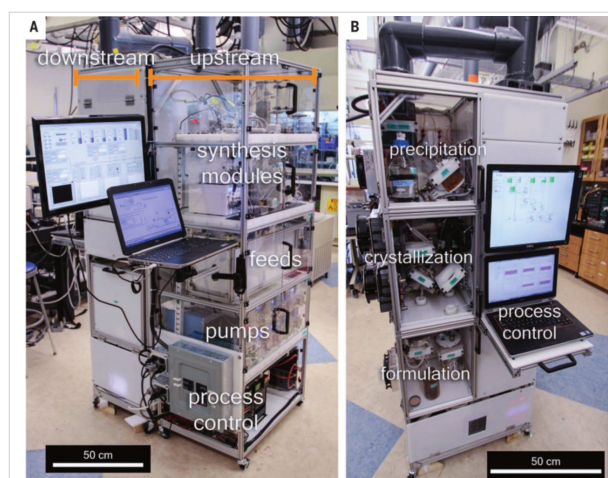 A
downstream
upstream
synthesis
modules
feeds
pumps
process
control
50 cm
B
precipitation
crystallization
process
control
formulation
50 cm